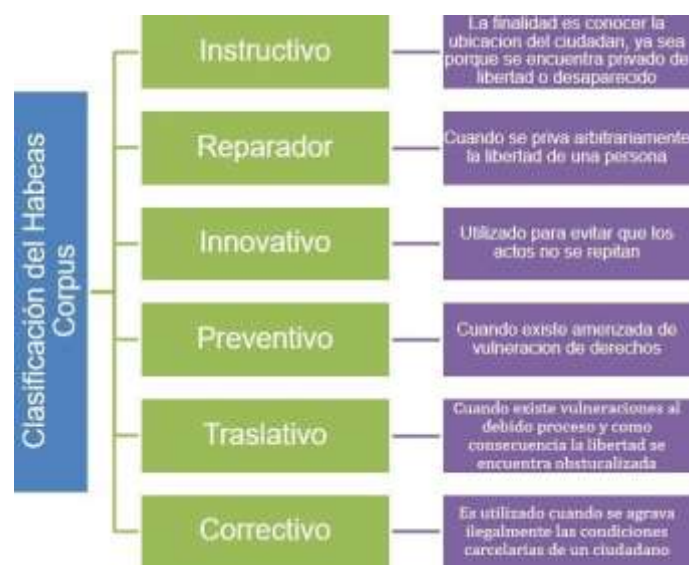 Clasificación del Habeas
Corpus
Instructivo
La finalidad es conocer la
ubicacion del ciudadan, ya sea
porque se encuentra privado de
libertad o desaparecido
Reparador
Cuando se priva arbitrariamente
la libertad de una persona
Innovativo
Utilizado para evitar que los
actos no se repitan
Preventivo
Cuando existe amenzada de
vulneracion de derechos
Traslativo
Cuando existe vulneraciones al
debido proceso y como
consecuencia la libertad se
encuentra obstucalizada
Correctivo
Es utilizado cuando se agrava
ilegalmente las condiciones
carcelarias de un ciudadano